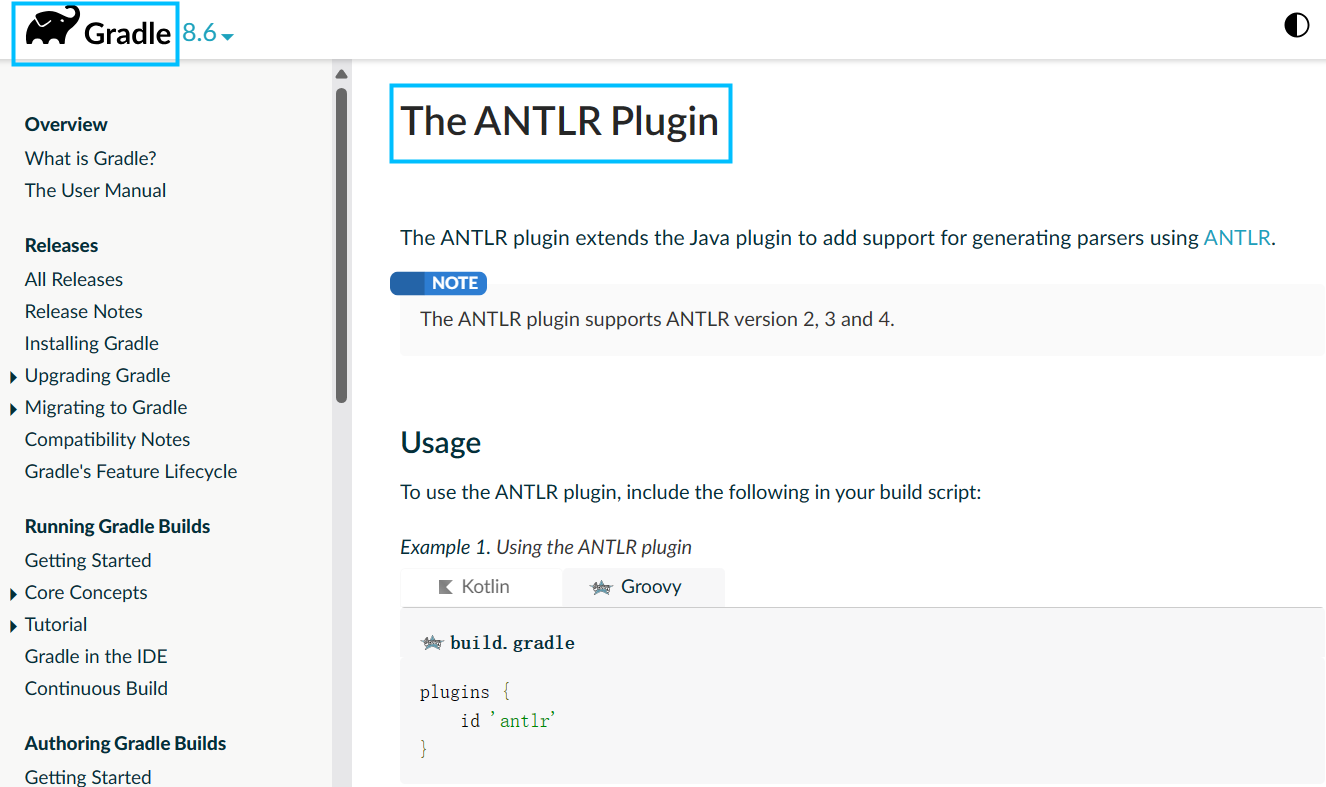 Gradle 8.6
Overview
What is Gradle?
The User Manual
Releases
All Releases
Release Notes
Installing Gradle
Upgrading Gradle
Migrating to Gradle
Compatibility Notes
Gradle's Feature Lifecycle
Running Gradle Builds
Getting Started
Core Concepts
Tutorial
Gradle in the IDE
Continuous Build
Authoring Gradle Builds
Getting Started
The ANTLR Plugin
The ANTLR plugin extends the Java plugin to add support for generating parsers using ANTLR.
NOTE
The ANTLR plugin supports ANTLR version 2, 3 and 4.
Usage
To use the ANTLR plugin, include the following in your build script:
Example 1. Using the ANTLR plugin
Kotlin Groovy
build.gradle
plugins {
    id 'antlr'
}